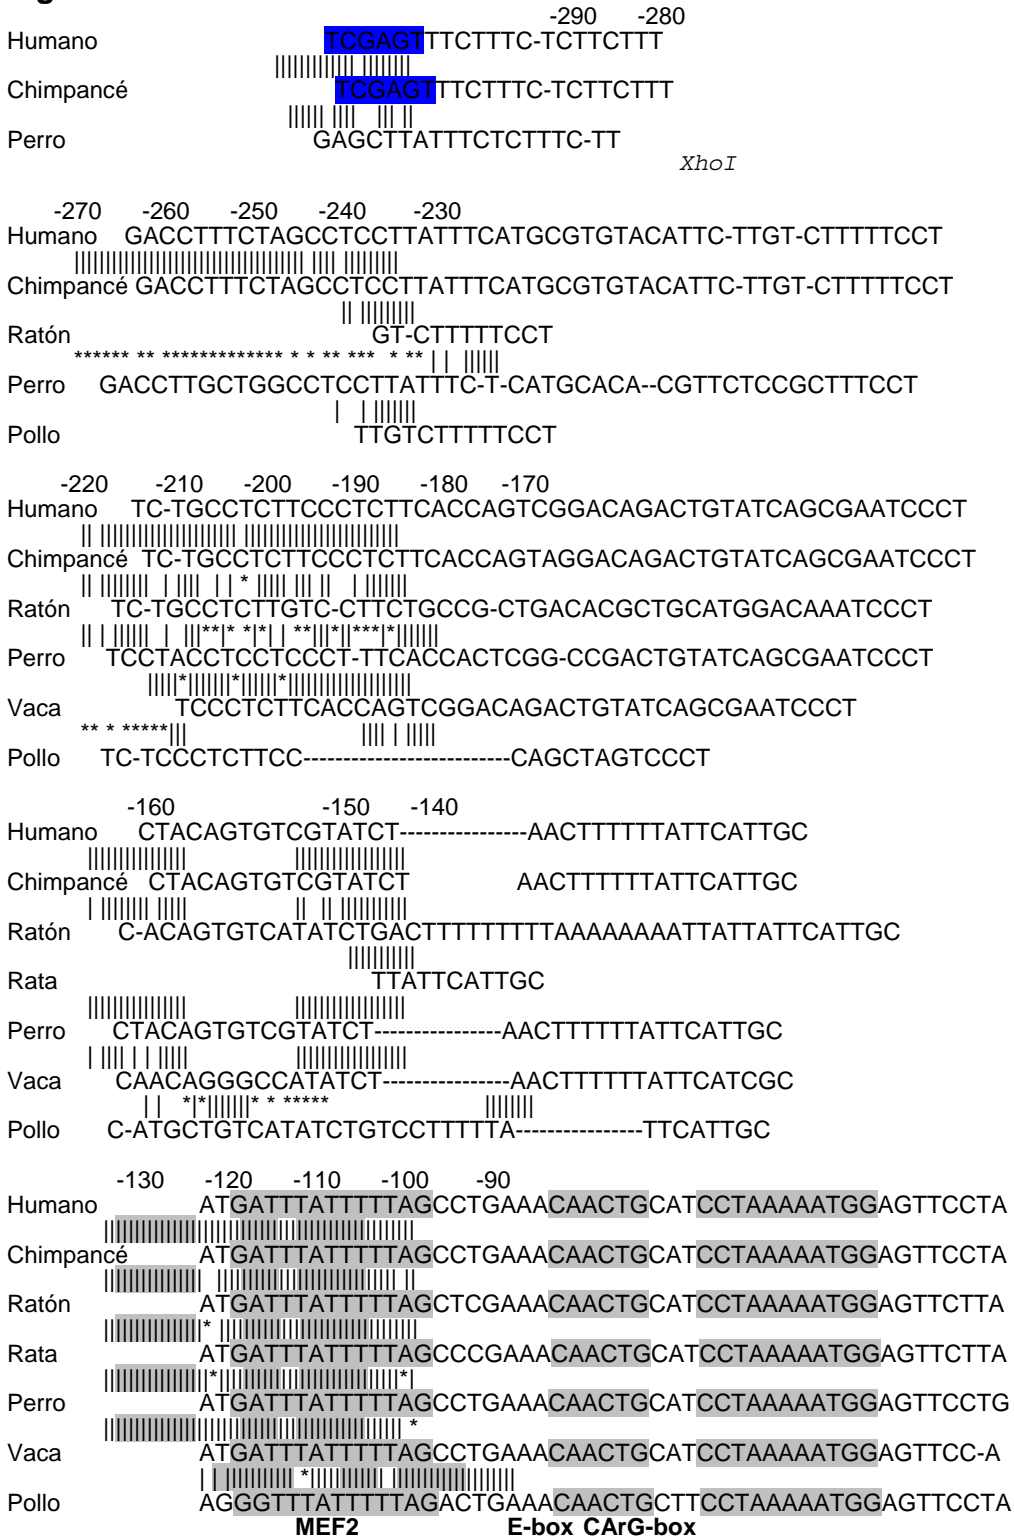 -290 -280
Humano TCGAGTTTCTTTC-TCTTCTTT
||||||||||||| ||||||||
Chimpancé TCGAGTTTCTTTC-TCTTCTTT
|||||| |||| ||| ||
Perro GAGCTTATTTCTCTTTC-TT
XhoI
-270 -260 -250 -240 -230
Humano GACCTTTCTAGCCTCCTTATTTCATGCGTGTACATTC-TTGT-CTTTTTCCT
||||||||||||||||||||||||||||||||||||| |||| |||||||||
Chimpancé GACCTTTCTAGCCTCCTTATTTCATGCGTGTACATTC-TTGT-CTTTTTCCT
|| |||||||||
Ratón GT-CTTTTTCCT
****** ** ************* * * ** *** * ** | | ||||||
Perro GACCTTGCTGGCCTCCTTATTTC-T-CATGCACA--CGTTCTCCGCTTTCCT
| | |||||||
Pollo TTGTCTTTTTCCT
-220 -210 -200 -190 -180 -170
Humano TC-TGCCTCTTCCCTCTTCACCAGTCGGACAGACTGTATCAGCGAATCCCT
|| ||||||||||||||||||||||| ||||||||||||||||||||||||||
Chimpancé TC-TGCCTCTTCCCTCTTCACCAGTAGGACAGACTGTATCAGCGAATCCCT
|| |||||||| | |||| | | * ||||| ||| || | |||||||
Ratón TC-TGCCTCTTGTC-CTTCTGCCG-CTGACACGCTGCATGGACAAATCCCT
|| | |||||| | |||**|* *|*| | **|||*||***|*|||||||
Perro TCCTACCTCCTCCCT-TTCACCACTCGG-CCGACTGTATCAGCGAATCCCT
|||||*|||||||*||||||*|||||||||||||||||||||
Vaca TCCCTCTTCACCAGTCGGACAGACTGTATCAGCGAATCCCT
** * *****||| |||| | |||||
Pollo TC-TCCCTCTTCC--------------------------CAGCTAGTCCCT
-160 -150 -140
Humano CTACAGTGTCGTATCT----------------AACTTTTTTATTCATTGC
|||||||||||||||| ||||||||||||||||||
Chimpancé CTACAGTGTCGTATCT AACTTTTTTATTCATTGC
| |||||||| ||||| || || |||||||||||
Ratón C-ACAGTGTCATATCTGACTTTTTTTTTAAAAAAAATTATTATTCATTGC
|||||||||||
Rata TTATTCATTGC
|||||||||||||||| ||||||||||||||||||
Perro CTACAGTGTCGTATCT----------------AACTTTTTTATTCATTGC
| |||| | | ||||| ||||||||||||||||||
Vaca CAACAGGGCCATATCT----------------AACTTTTTTATTCATCGC
| | *|*|||||||* * ***** ||||||||
Pollo C-ATGCTGTCATATCTGTCCTTTTTA----------------TTCATTGC
-130 -120 -110 -100 -90
Humano ATGATTTATTTTTAGCCTGAAACAACTGCATCCTAAAAATGGAGTTCCTA
||||||||||||||||||||||||||||||||||||||||||||||||||
Chimpancé ATGATTTATTTTTAGCCTGAAACAACTGCATCCTAAAAATGGAGTTCCTA
|||||||||||||||| |||||||||||||||||||||||||||||| ||
Ratón ATGATTTATTTTTAGCTCGAAACAACTGCATCCTAAAAATGGAGTTCTTA
||||||||||||||||* ||||||||||||||||||||||||||||||||
Rata ATGATTTATTTTTAGCCCGAAACAACTGCATCCTAAAAATGGAGTTCTTA
|||||||||||||||||*|||||||||||||||||||||||||||||*|
Perro ATGATTTATTTTTAGCCTGAAACAACTGCATCCTAAAAATGGAGTTCCTG
||||||||||||||||||||||||||||||||||||||||||||||| *
Vaca ATGATTTATTTTTAGCCTGAAACAACTGCATCCTAAAAATGGAGTTCC-A
| | ||||||||||| *|||||||||||| ||||||||||||||||||||
Pollo AGGGTTTATTTTTAGACTGAAACAACTGCTTCCTAAAAATGGAGTTCCTA
MEF2 E-box CArG-box